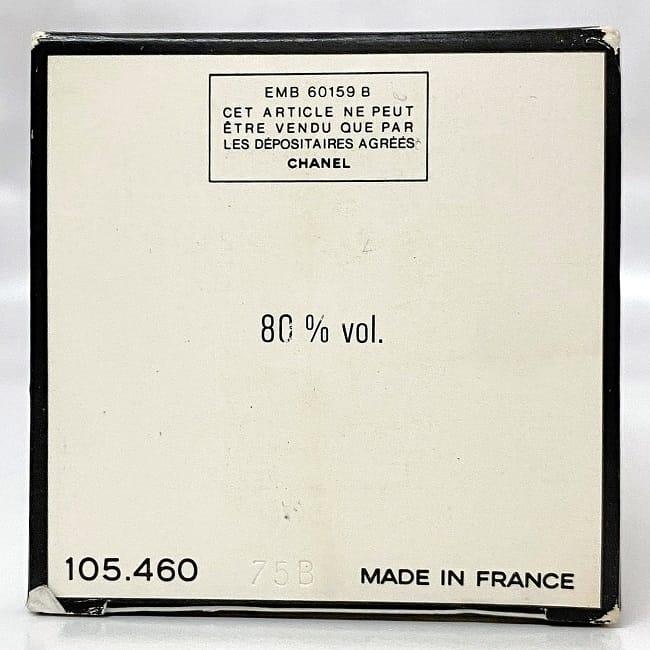 EMB 60159 B
CET ARTICLE NE PEUT
ÊTRE VENDU QUE PAR
LES DÉPOSITAIRES AGRÉÉS
CHANEL
80 % vol.
105.460 75B MADE IN FRANCE